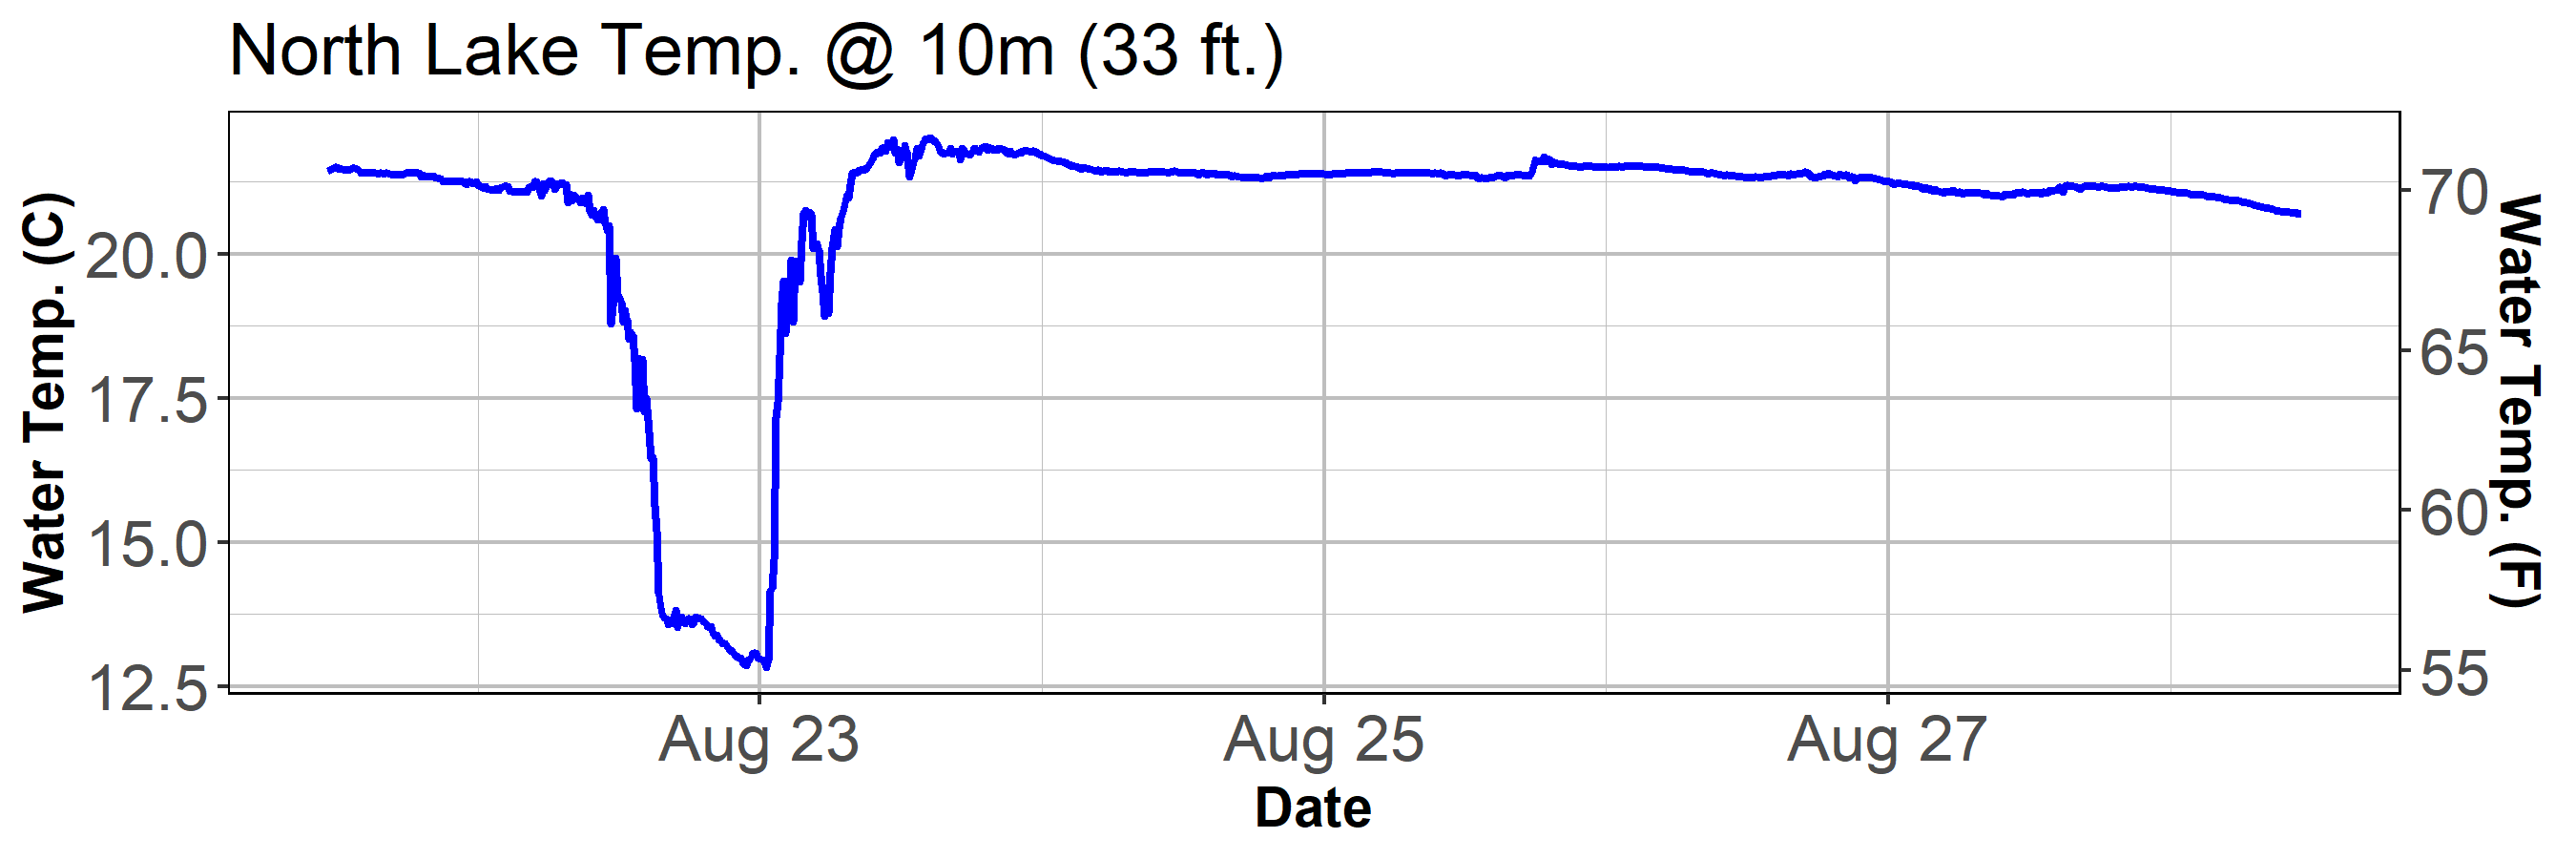 North Lake Temp. @ 10m (33 ft.)
Water Temp. (C)
20.0
17.5
15.0
12.5
70
65
60
55
Water Temp. (F)
Aug 23 Aug 25 Aug 27
Date